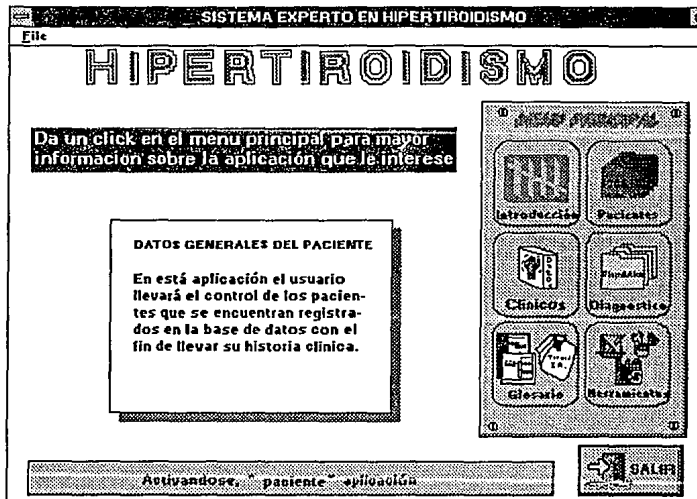 SISTEMA EXPERTO EN HIPERTIROIDISMO
File
HIPERTIROIDISMO
Da un click en el menu principal para mayor
informacion sobre la aplicación que le interese
MENU PRINCIPAL
Introducción
Pacientes
DATOS GENERALES DEL PACIENTE
En está aplicación el usuario
llevará el control de los pacien-
tes que se encuentran registra-
dos en la base de datos con el
fin de llevar su historia clinica.
Clinicos
Diagnostico
Glosario
Herramientas
Activandose, " paciente" aplicación
SALIR